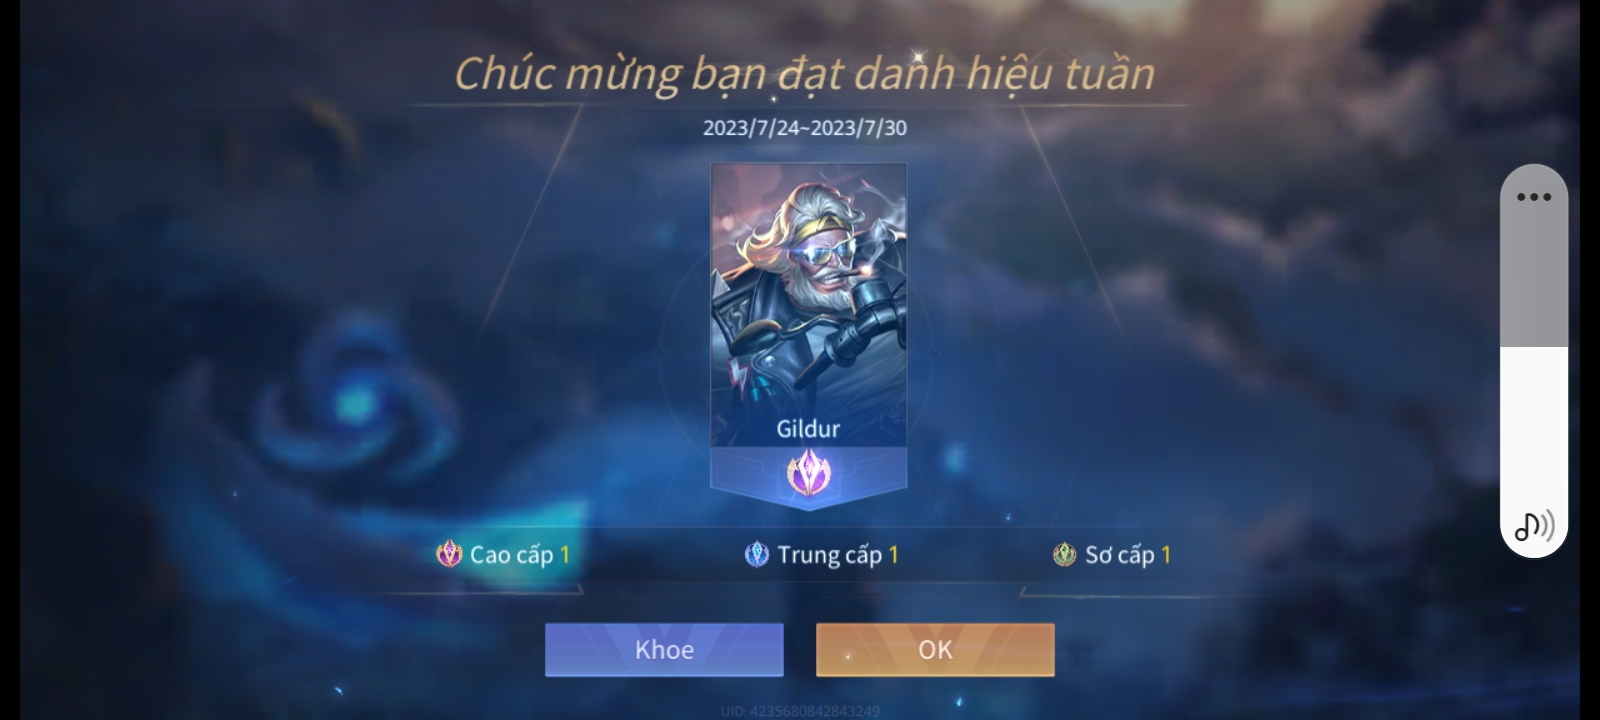 Chúc mừng bạn đạt danh hiệu tuần
2023/7/24~2023/7/30
Gildur
Cao cấp 1
Trung cấp 1
Sơ cấp 1
Khoe
OK
UID: 4235680842843249